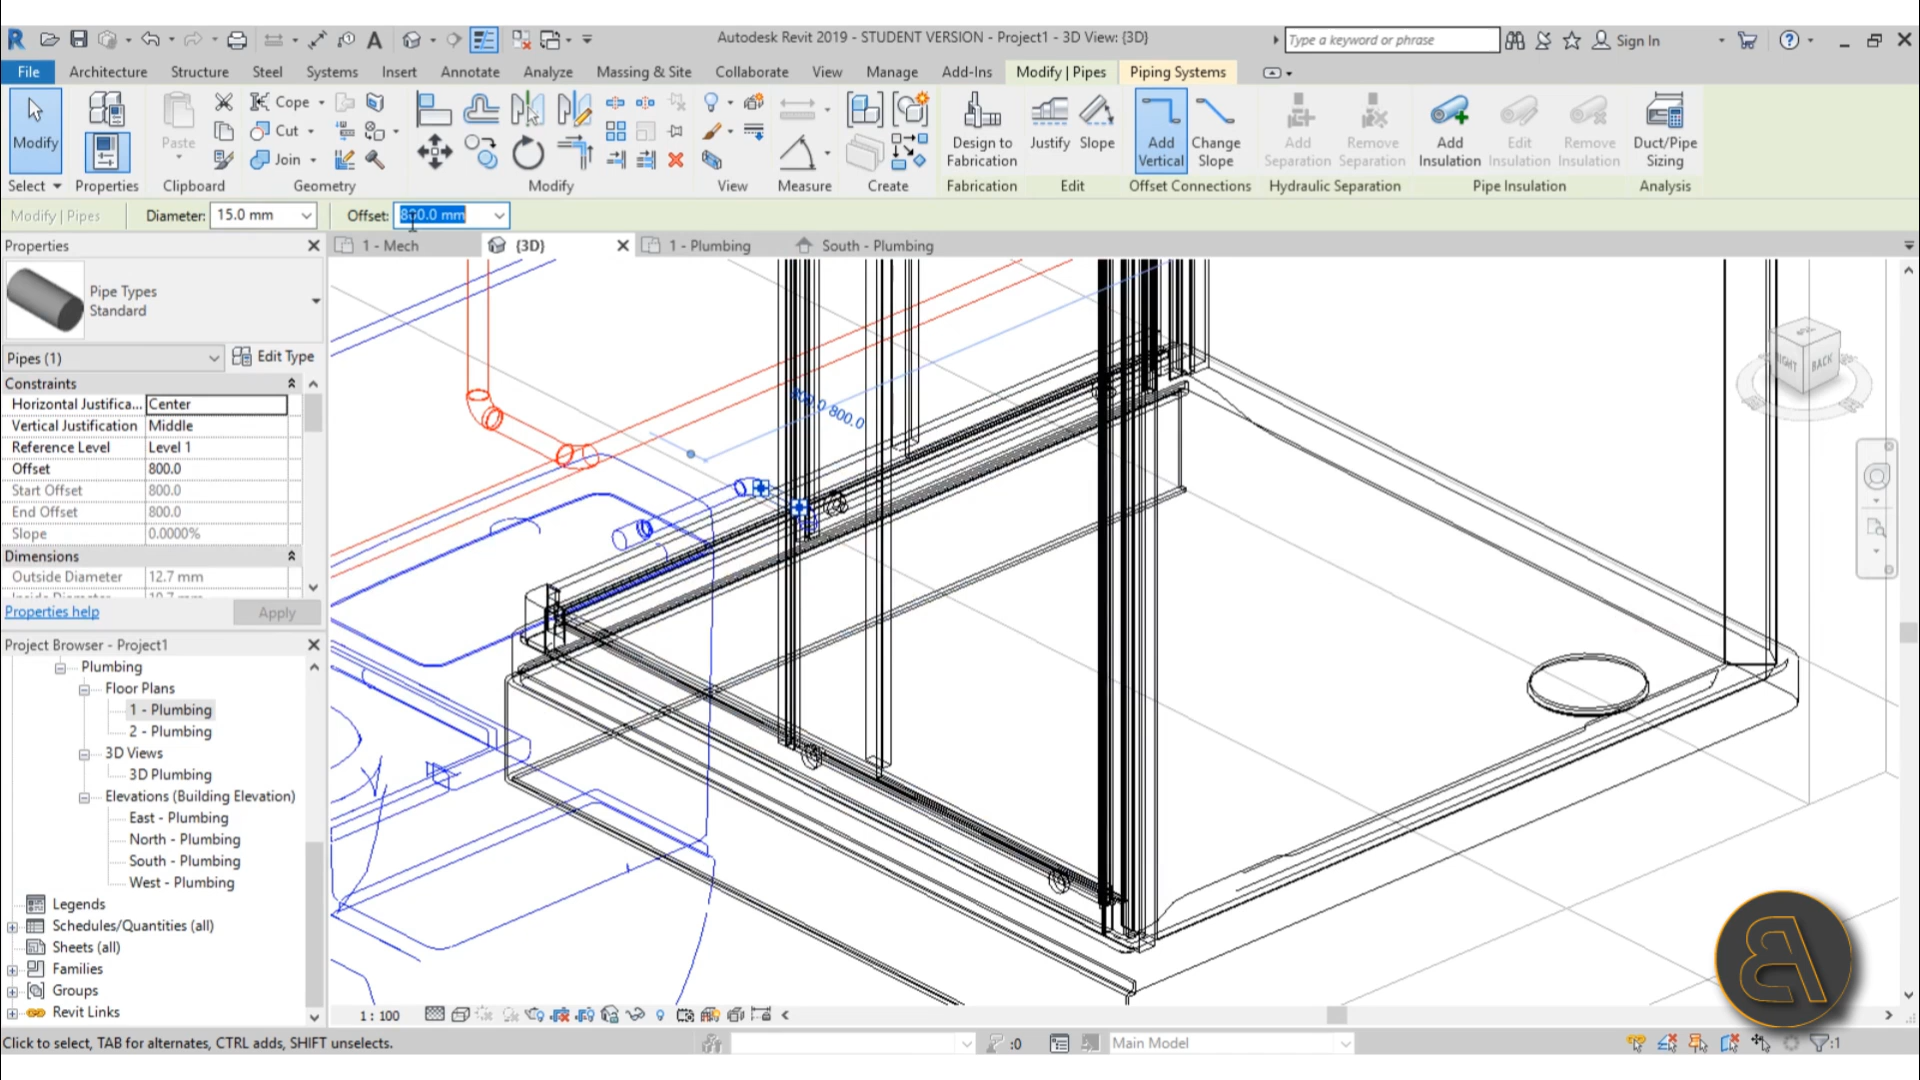 Autodesk Revit 2019 - STUDENT VERSION - Project1 - 3D View: {3D}
Type a keyword or phrase
Sign In
File Architecture Structure Steel Systems Insert Annotate Analyze Massing & Site Collaborate View Manage Add-Ins Modify | Pipes Piping Systems
Modify
Paste
Cope
Cut
Join
Design to
Fabrication
Justify
Slope
Add
Vertical
Change
Slope
Add
Separation
Remove
Separation
Add
Insulation
Edit
Insulation
Remove
Insulation
Duct/Pipe
Sizing
Select Properties Clipboard Geometry Modify View Measure Create Fabrication Edit Offset Connections Hydraulic Separation Pipe Insulation Analysis
Modify | Pipes Diameter: 15.0 mm Offset: 800.0 mm
Properties
1 - Mech
{3D}
1 - Plumbing
South - Plumbing
Pipe Types
Standard
Pipes (1)
Edit Type
Constraints
Horizontal Justifica... Center
Vertical Justification Middle
Reference Level Level 1
Offset 800.0
Start Offset 800.0
End Offset 800.0
Slope 0.0000%
Dimensions
Outside Diameter 12.7 mm
Properties help
Apply
Project Browser - Project1
Plumbing
Floor Plans
1 - Plumbing
2 - Plumbing
3D Views
3D Plumbing
Elevations (Building Elevation)
East - Plumbing
North - Plumbing
South - Plumbing
West - Plumbing
Legends
Schedules/Quantities (all)
Sheets (all)
Families
Groups
Revit Links
800.0
RIGHT
BACK
1 : 100
Click to select, TAB for alternates, CTRL adds, SHIFT unselects.
:0
Main Model
:1